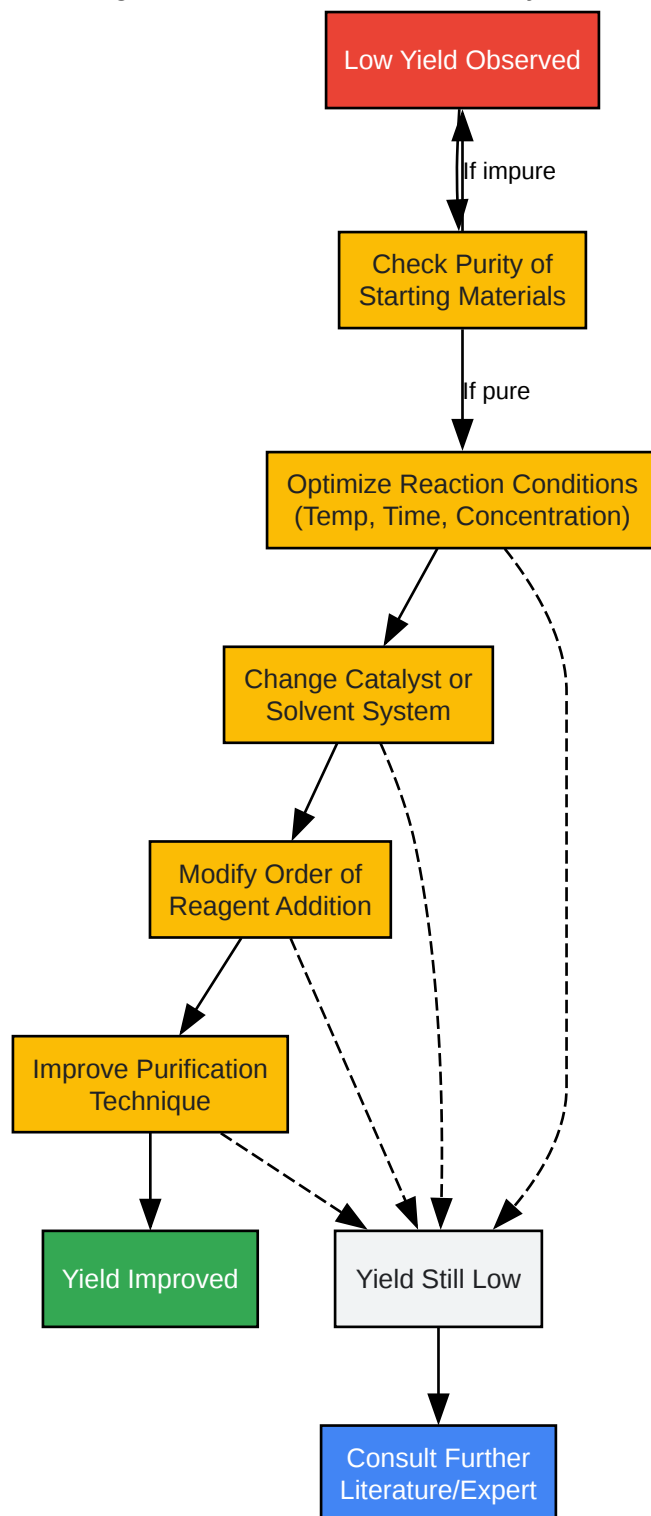 Low Yield Observed
If impure
Check Purity of
Starting Materials
If pure
Optimize Reaction Conditions
(Temp, Time, Concentration)
Change Catalyst or
Solvent System
Modify Order of
Reagent Addition
Improve Purification
Technique
Yield Improved
Yield Still Low
Consult Further
Literature/Expert